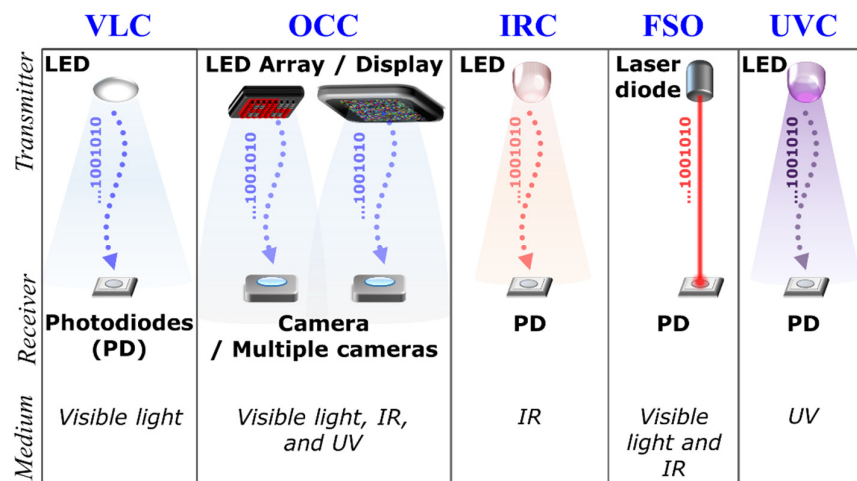 VLC OCC IRC FSO UVC
Transmitter
LED
...1001010
LED Array / Display
...1001010
...1001010
LED
...1001010
Laser
diode
...1001010
LED
...1001010
Receiver
Photodiodes
(PD)
Camera
/ Multiple cameras
PD
PD
PD
Medium
Visible light
Visible light, IR,
and UV
IR
Visible
light and
IR
UV